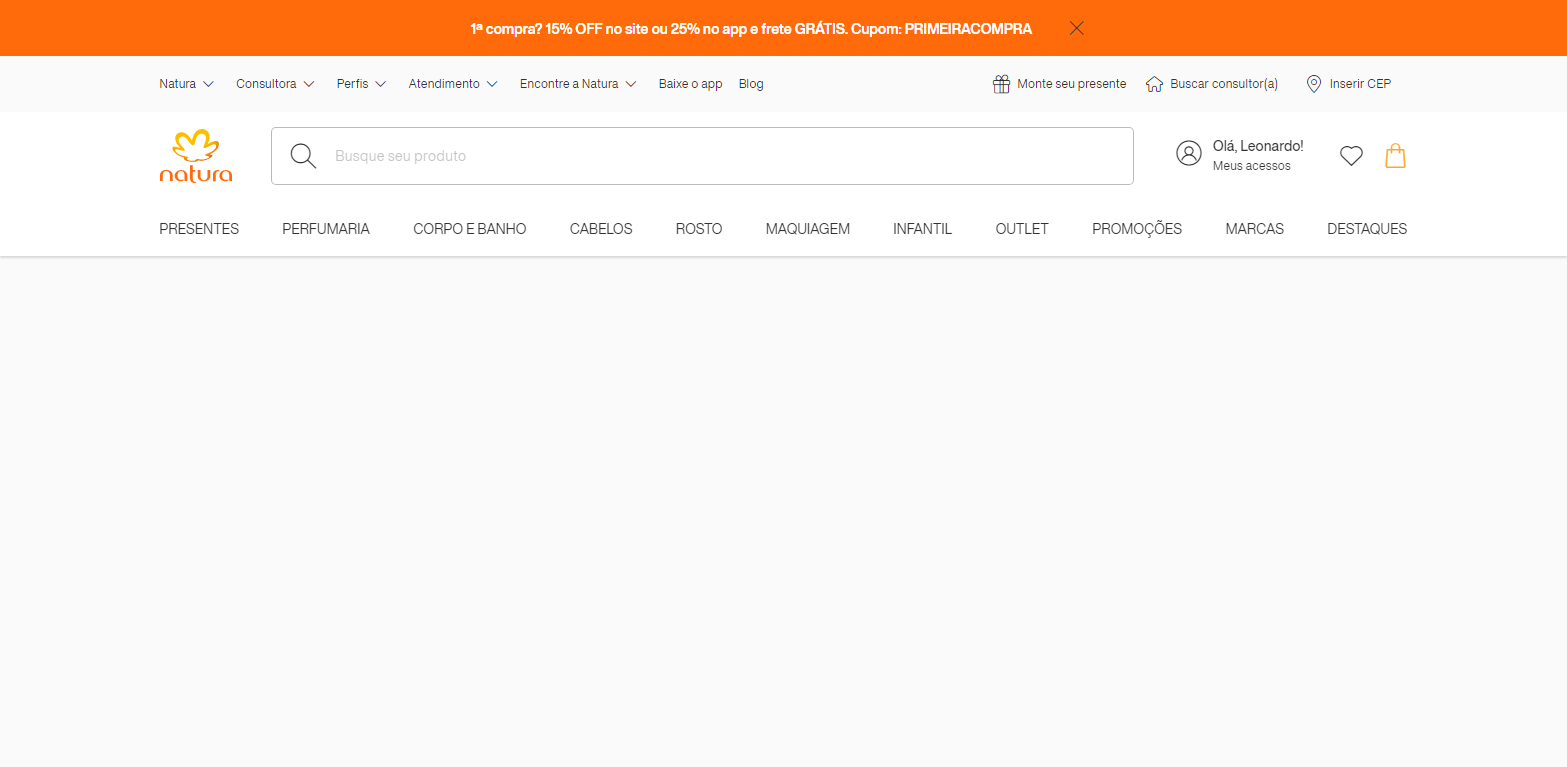 1ª compra? 15% OFF no site ou 25% no app e frete GRÁTIS. Cupom: PRIMEIRACOMPRA
Natura Consultora Perfis Atendimento Encontre a Natura Baixe o app Blog Monte seu presente Buscar consultor(a) Inserir CEP
natura
Busque seu produto
Olá, Leonardo!
Meus acessos
PRESENTES PERFUMARIA CORPO E BANHO CABELOS ROSTO MAQUIAGEM INFANTIL OUTLET PROMOÇÕES MARCAS DESTAQUES